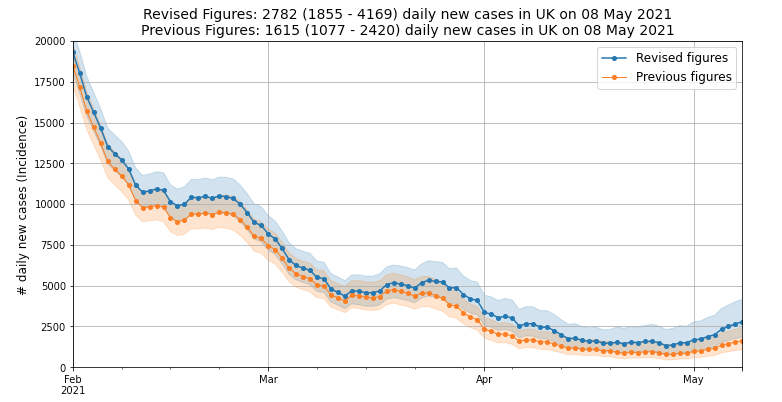 Revised Figures: 2782 (1855 - 4169) daily new cases in UK on 08 May 2021
Previous Figures: 1615 (1077 - 2420) daily new cases in UK on 08 May 2021
Revised figures
Previous figures
# daily new cases (Incidence)
20000
17500
15000
12500
10000
7500
5000
2500
0
Feb
2021
Mar
Apr
May